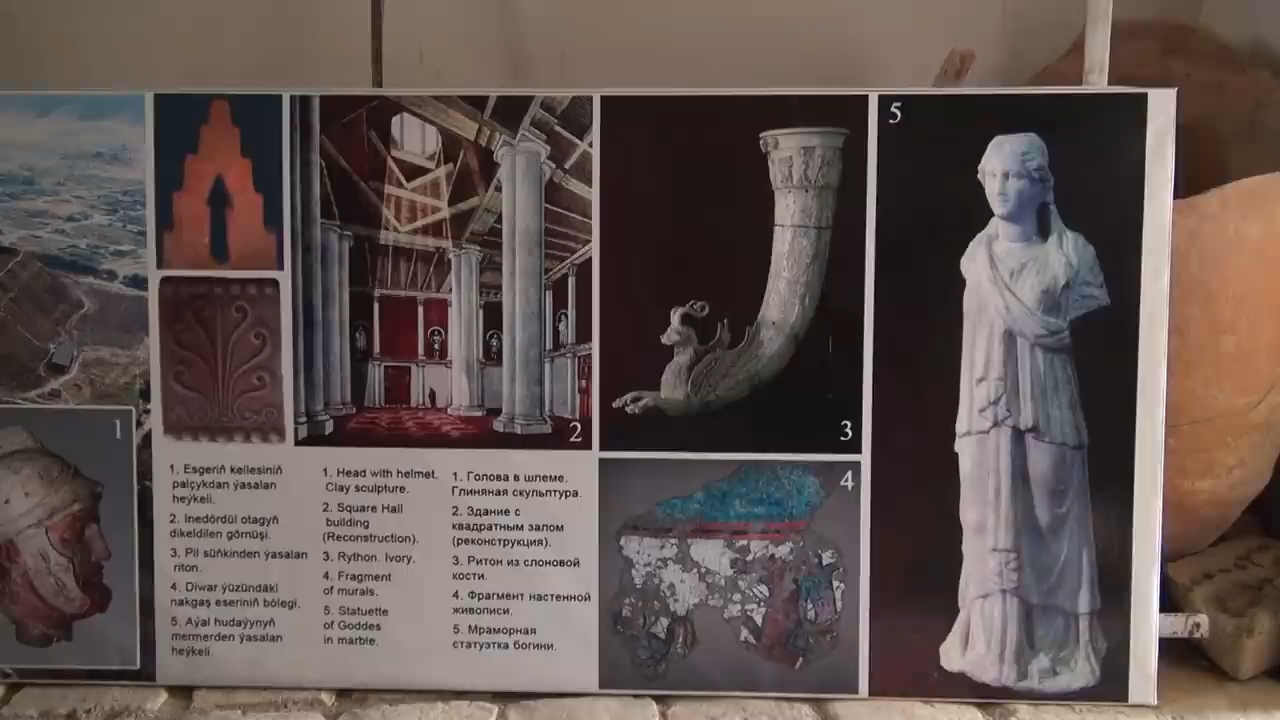 1
2
3
4
5
1. Esgeriň kellesiniň
palçykdan ýasalan
heýkeli.
2. Inedördül otagyň
dikeldilen görnüşi.
3. Pil süňkinden ýasalan
riton.
4. Diwar ýüzündäki
nakgaş eseriniň bölegi.
5. Aýal hudaýynyň
mermerden ýasalan
heýkeli.
1. Head with helmet.
Clay sculpture.
2. Square Hall
building
(Reconstruction).
3. Rython. Ivory.
4. Fragment
of murals.
5. Statuette
of Goddes
in marble.
1. Голова в шлеме.
Глиняная скульптура.
2. Здание с
квадратным залом
(реконструкция).
3. Ритон из слоновой
кости.
4. Фрагмент настенной
живописи.
5. Мраморная
статуэтка богини.